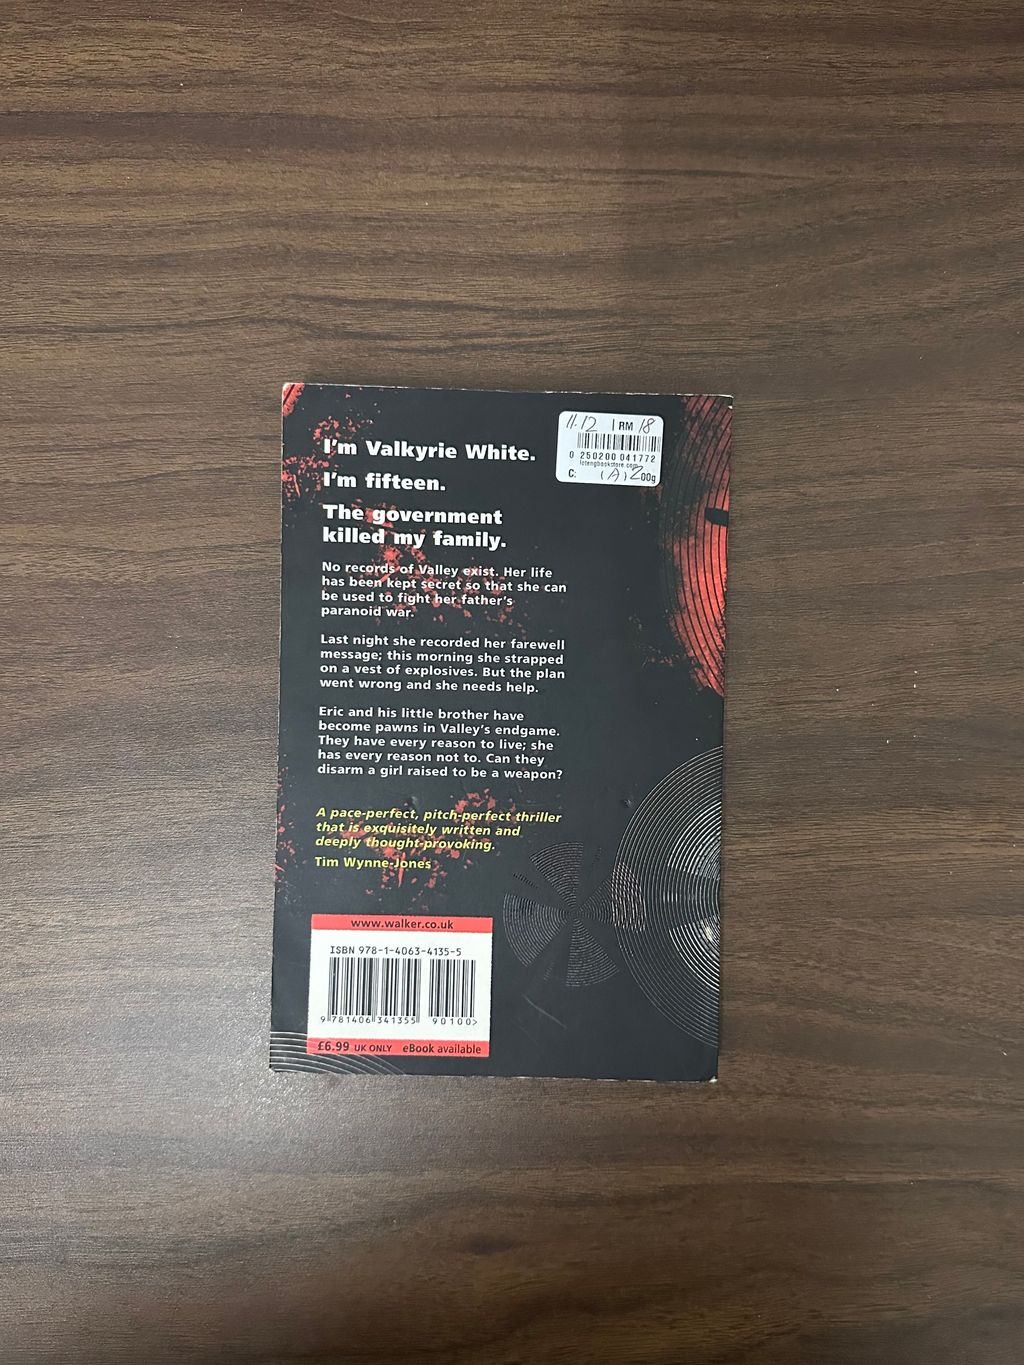 11.12 | RM 18
0 250200 041772
lotengbookstore.com
C: (A) 200g
I'm Valkyrie White.
I'm fifteen.
The government
killed my family.
No records of Valley exist. Her life
has been kept secret so that she can
be used to fight her father's
paranoid war.
Last night she recorded her farewell
message; this morning she strapped
on a vest of explosives. But the plan
went wrong and she needs help.
Eric and his little brother have
become pawns in Valley's endgame.
They have every reason to live; she
has every reason not to. Can they
disarm a girl raised to be a weapon?
A pace-perfect, pitch-perfect thriller
that is exquisitely written and
deeply thought-provoking.
Tim Wynne-Jones
www.walker.co.uk
ISBN 978-1-4063-4135-5
9 781406 341355 90100>
£6.99 UK ONLY eBook available